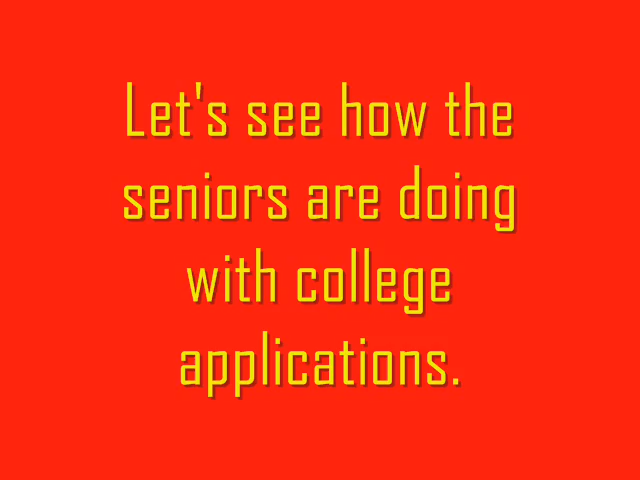 Let's see how the
seniors are doing
with college
applications.